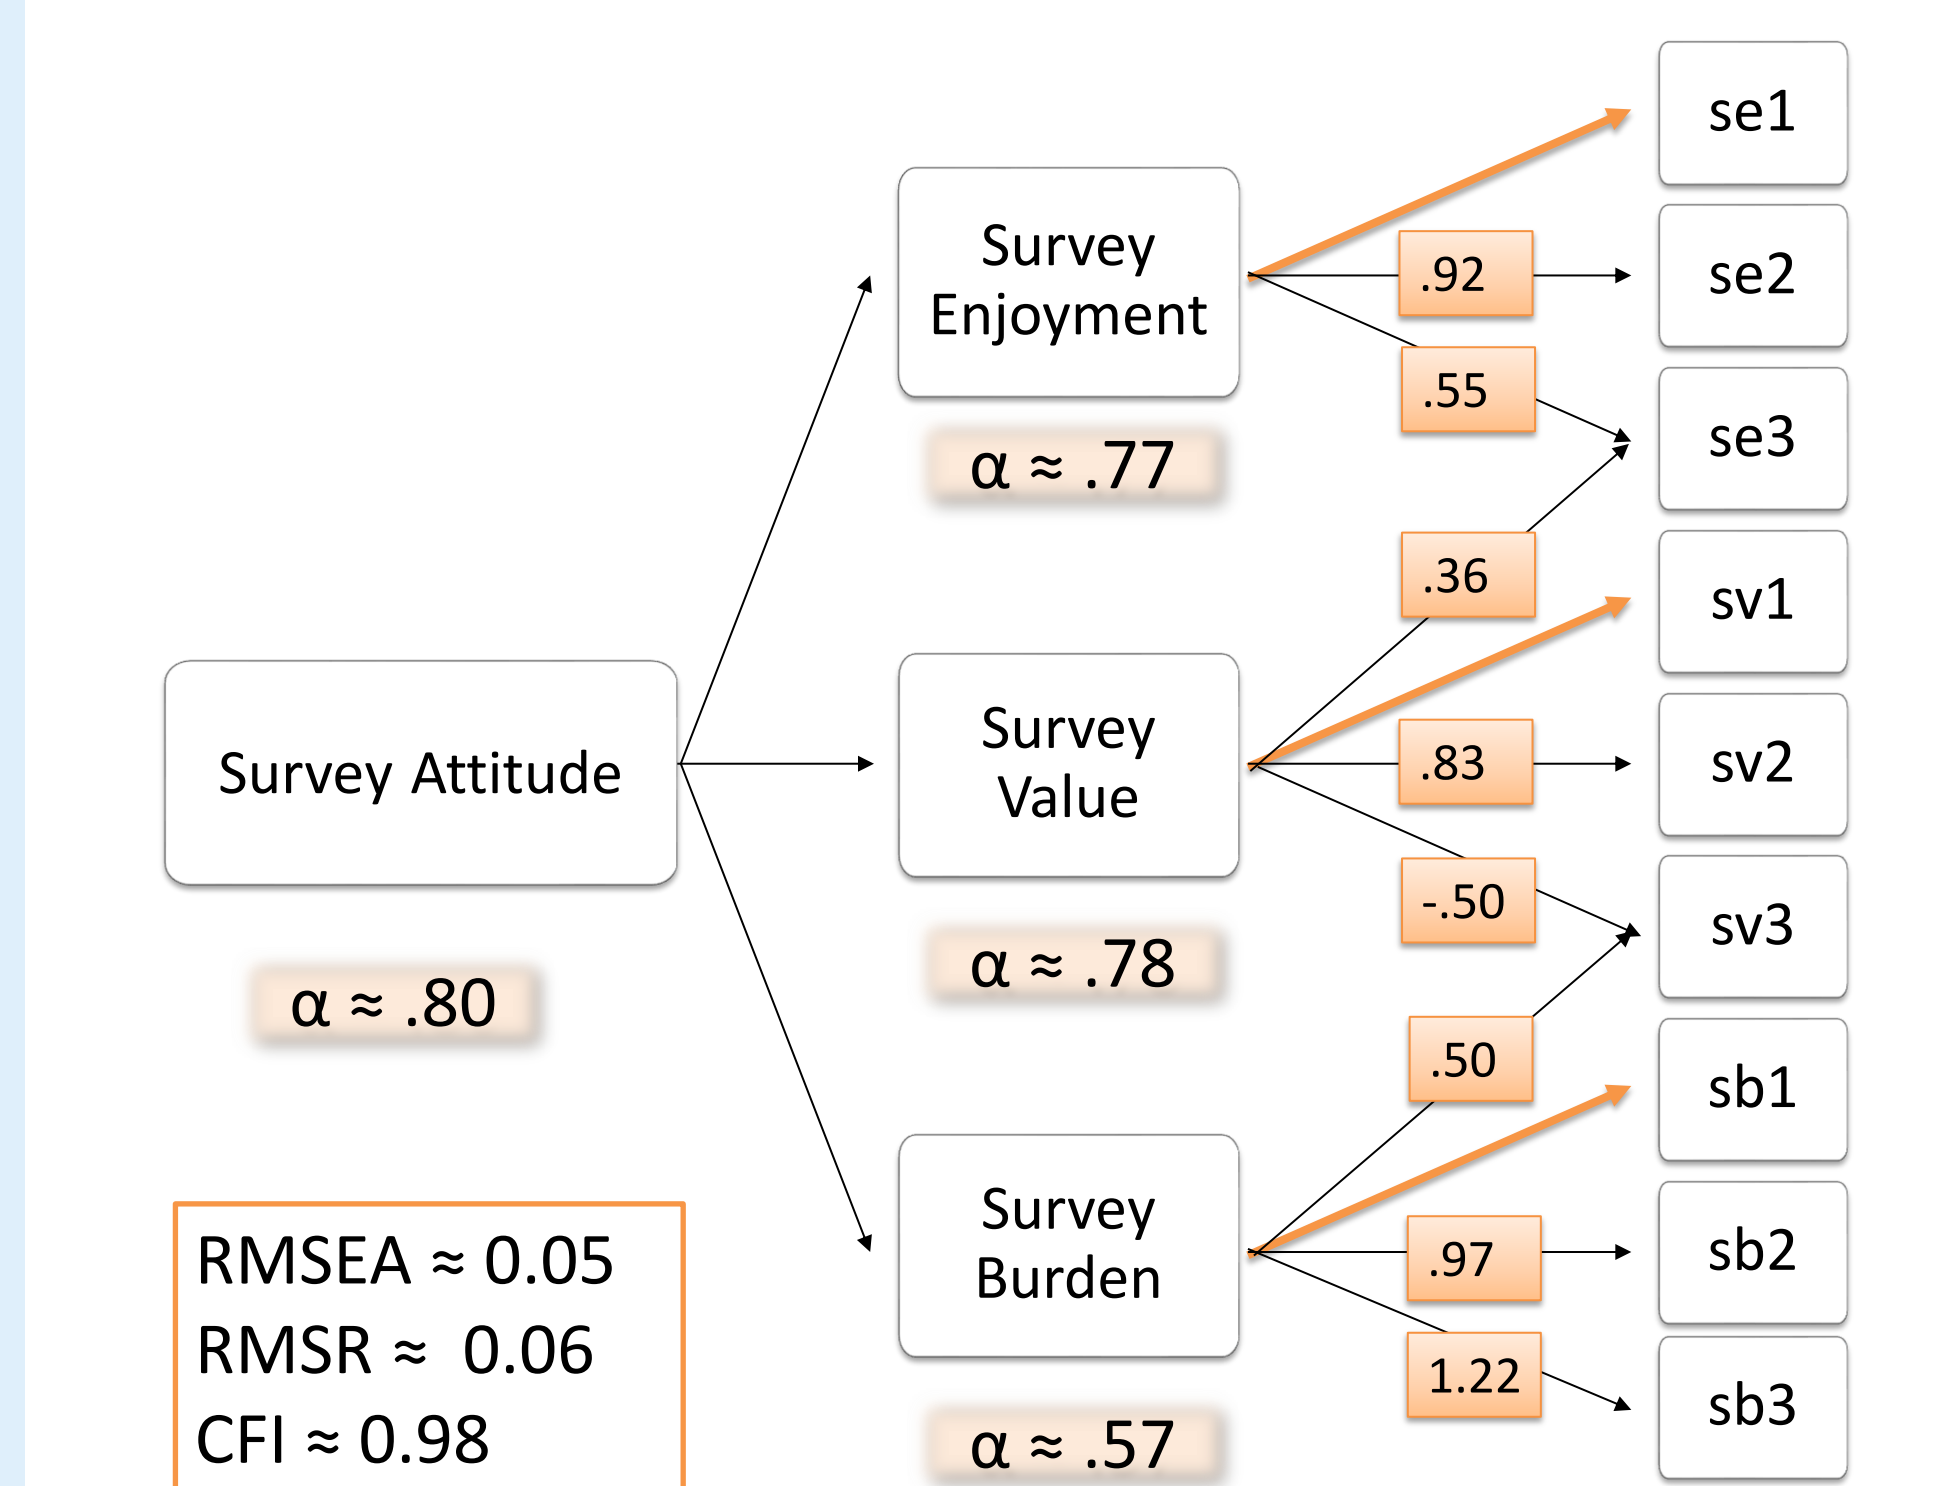 Survey Attitude
α ≈ .80
RMSEA ≈ 0.05
RMSR ≈ 0.06
CFI ≈ 0.98
Survey
Enjoyment
α ≈ .77
Survey
Value
α ≈ .78
Survey
Burden
α ≈ .57
.92
.55
.36
.83
-.50
.50
.97
1.22
se1
se2
se3
sv1
sv2
sv3
sb1
sb2
sb3